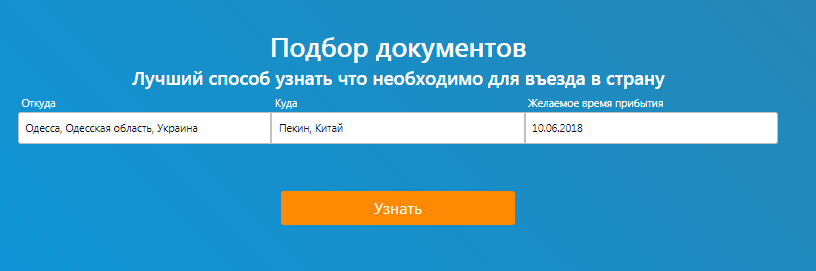 Подбор документов
Лучший способ узнать что необходимо для въезда в страну
Откуда Куда Желаемое время прибытия
Одесса, Одесская область, Украина Пекин, Китай 10.06.2018
Узнать